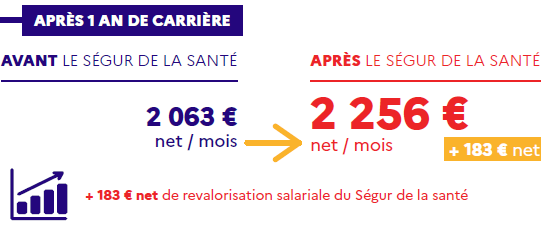 APRÈS 1 AN DE CARRIÈRE
AVANT LE SÉGUR DE LA SANTÉ
2 063 €
net / mois
APRÈS LE SÉGUR DE LA SANTÉ
2 256 €
net / mois
+ 183 € net
+ 183 € net de revalorisation salariale du Ségur de la santé